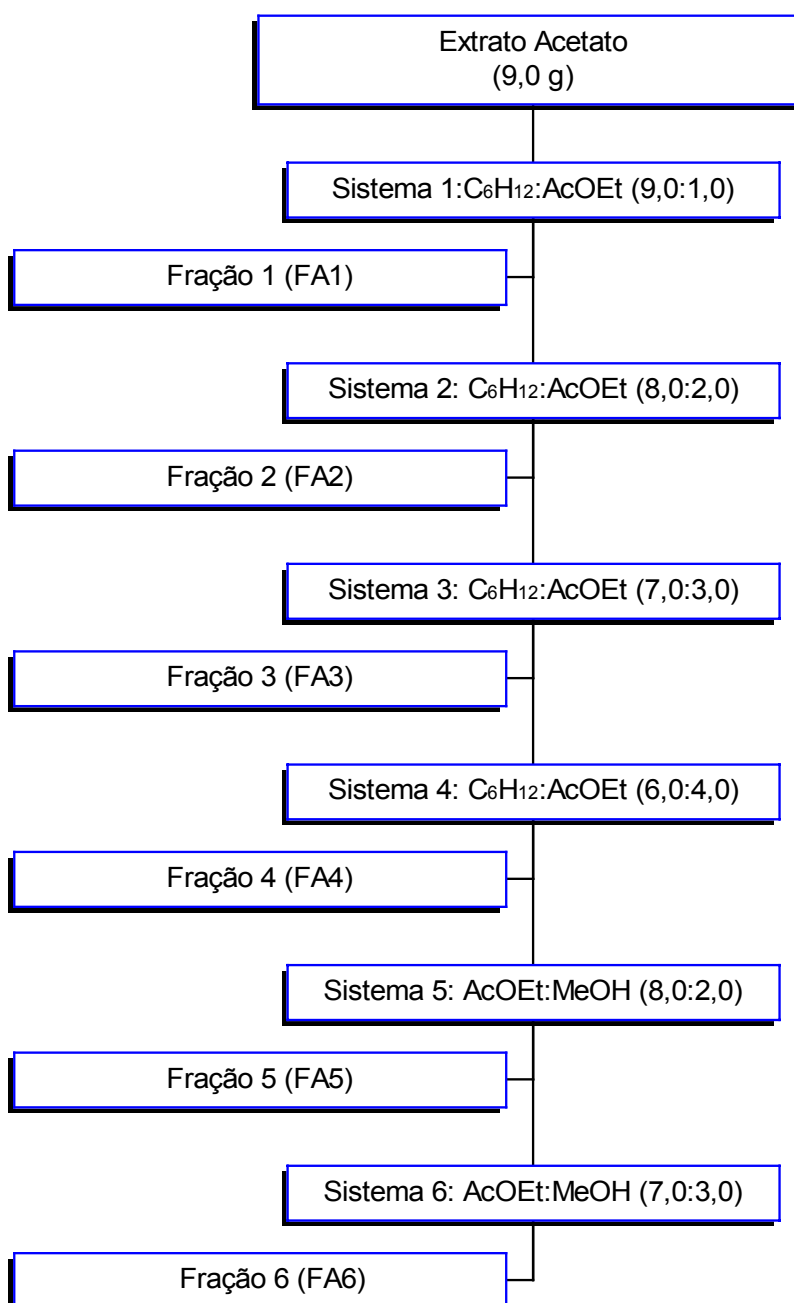 Extrato Acetato
(9,0 g)
Sistema 1:C₆H₁₂:AcOEt (9,0:1,0)
Fração 1 (FA1)
Sistema 2: C₆H₁₂:AcOEt (8,0:2,0)
Fração 2 (FA2)
Sistema 3: C₆H₁₂:AcOEt (7,0:3,0)
Fração 3 (FA3)
Sistema 4: C₆H₁₂:AcOEt (6,0:4,0)
Fração 4 (FA4)
Sistema 5: AcOEt:MeOH (8,0:2,0)
Fração 5 (FA5)
Sistema 6: AcOEt:MeOH (7,0:3,0)
Fração 6 (FA6)